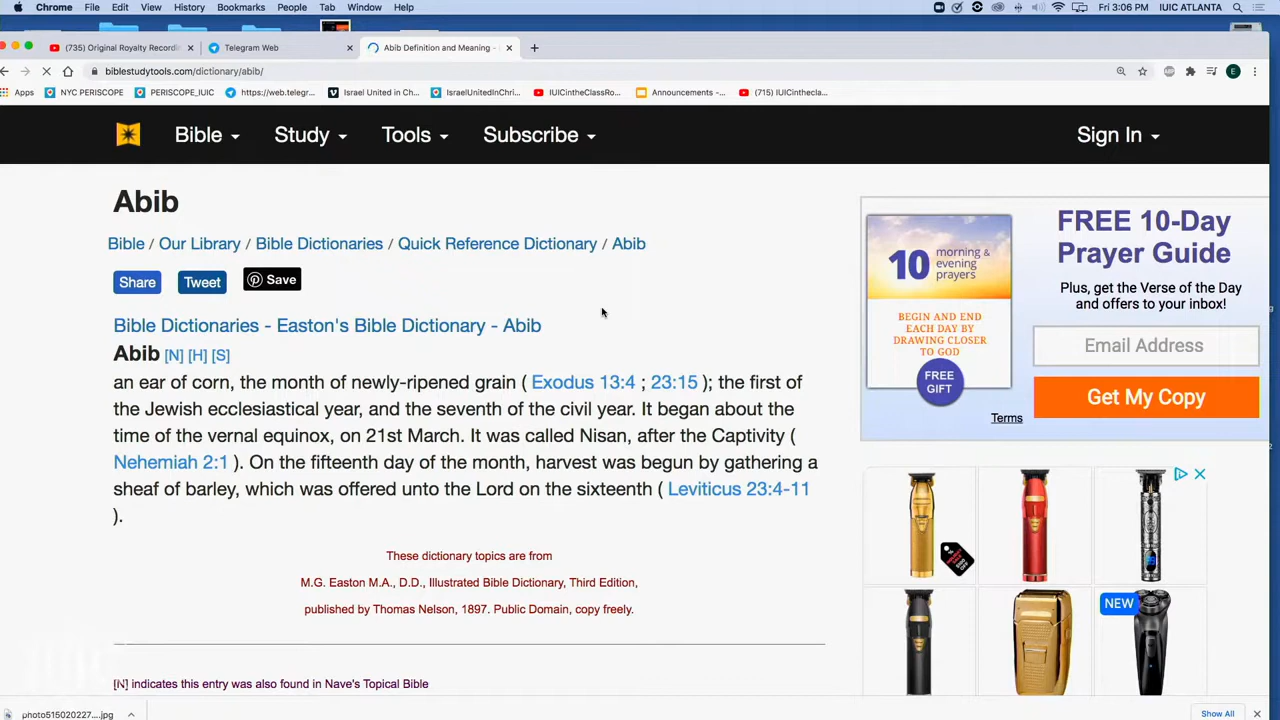 Chrome File Edit View History Bookmarks People Tab Window Help Fri 3:06 PM IUIC ATLANTA
(735) Original Royalty Recordi
Telegram Web
Abib Definition and Meaning -
biblestudytools.com/dictionary/abib/
Apps NYC PERISCOPE PERISCOPE_IUIC https://web.telegr... Israel United in Ch... IsraelUnitedInChri... IUICintheClassRo... Announcements -... (715) IUICinthecla...
Bible Study Tools Subscribe Sign In
Abib
Bible / Our Library / Bible Dictionaries / Quick Reference Dictionary / Abib
Share Tweet Save
Bible Dictionaries - Easton's Bible Dictionary - Abib
Abib [N] [H] [S]
an ear of corn, the month of newly-ripened grain ( Exodus 13:4 ; 23:15 ); the first of
the Jewish ecclesiastical year, and the seventh of the civil year. It began about the
time of the vernal equinox, on 21st March. It was called Nisan, after the Captivity (
Nehemiah 2:1 ). On the fifteenth day of the month, harvest was begun by gathering a
sheaf of barley, which was offered unto the Lord on the sixteenth ( Leviticus 23:4-11
).
These dictionary topics are from
M.G. Easton M.A., D.D., Illustrated Bible Dictionary, Third Edition,
published by Thomas Nelson, 1897. Public Domain, copy freely.
[N] indicates this entry was also found in Nave's Topical Bible
10 morning &
evening
prayers
BEGIN AND END
EACH DAY BY
DRAWING CLOSER
TO GOD
FREE
GIFT
FREE 10-Day
Prayer Guide
Plus, get the Verse of the Day
and offers to your inbox!
Email Address
Get My Copy
Terms
NEW
photo515020227....jpg
Show All